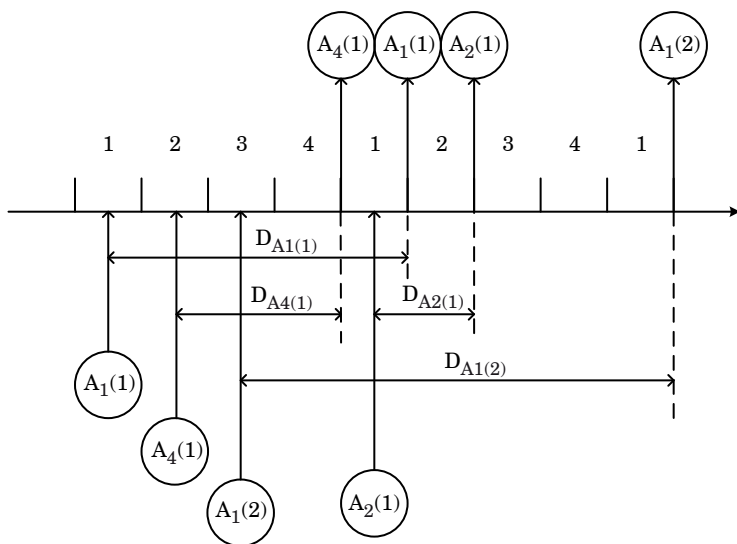 A4(1) A1(1) A2(1) A1(2)
1 2 3 4 1 2 3 4 1
DA1(1)
DA4(1) DA2(1)
DA1(2)
A1(1)
A4(1)
A1(2) A2(1)